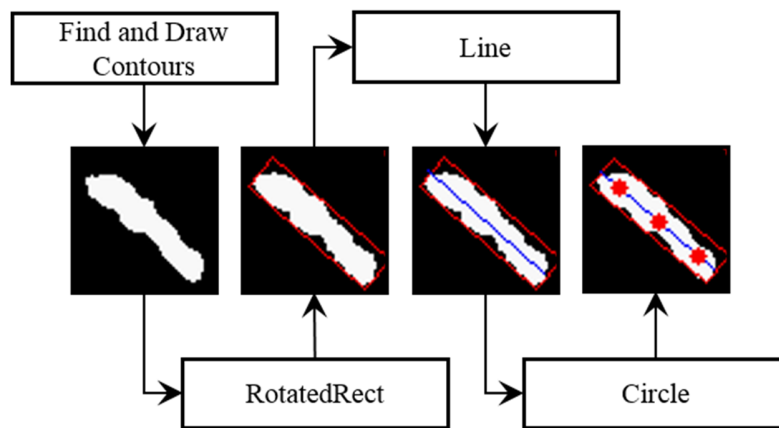 Find and Draw
Contours
Line
RotatedRect
Circle